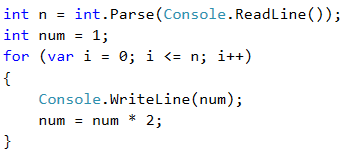 int n = int.Parse(Console.ReadLine());
int num = 1;
for (var i = 0; i <= n; i++)
{
    Console.WriteLine(num);
    num = num * 2;
}